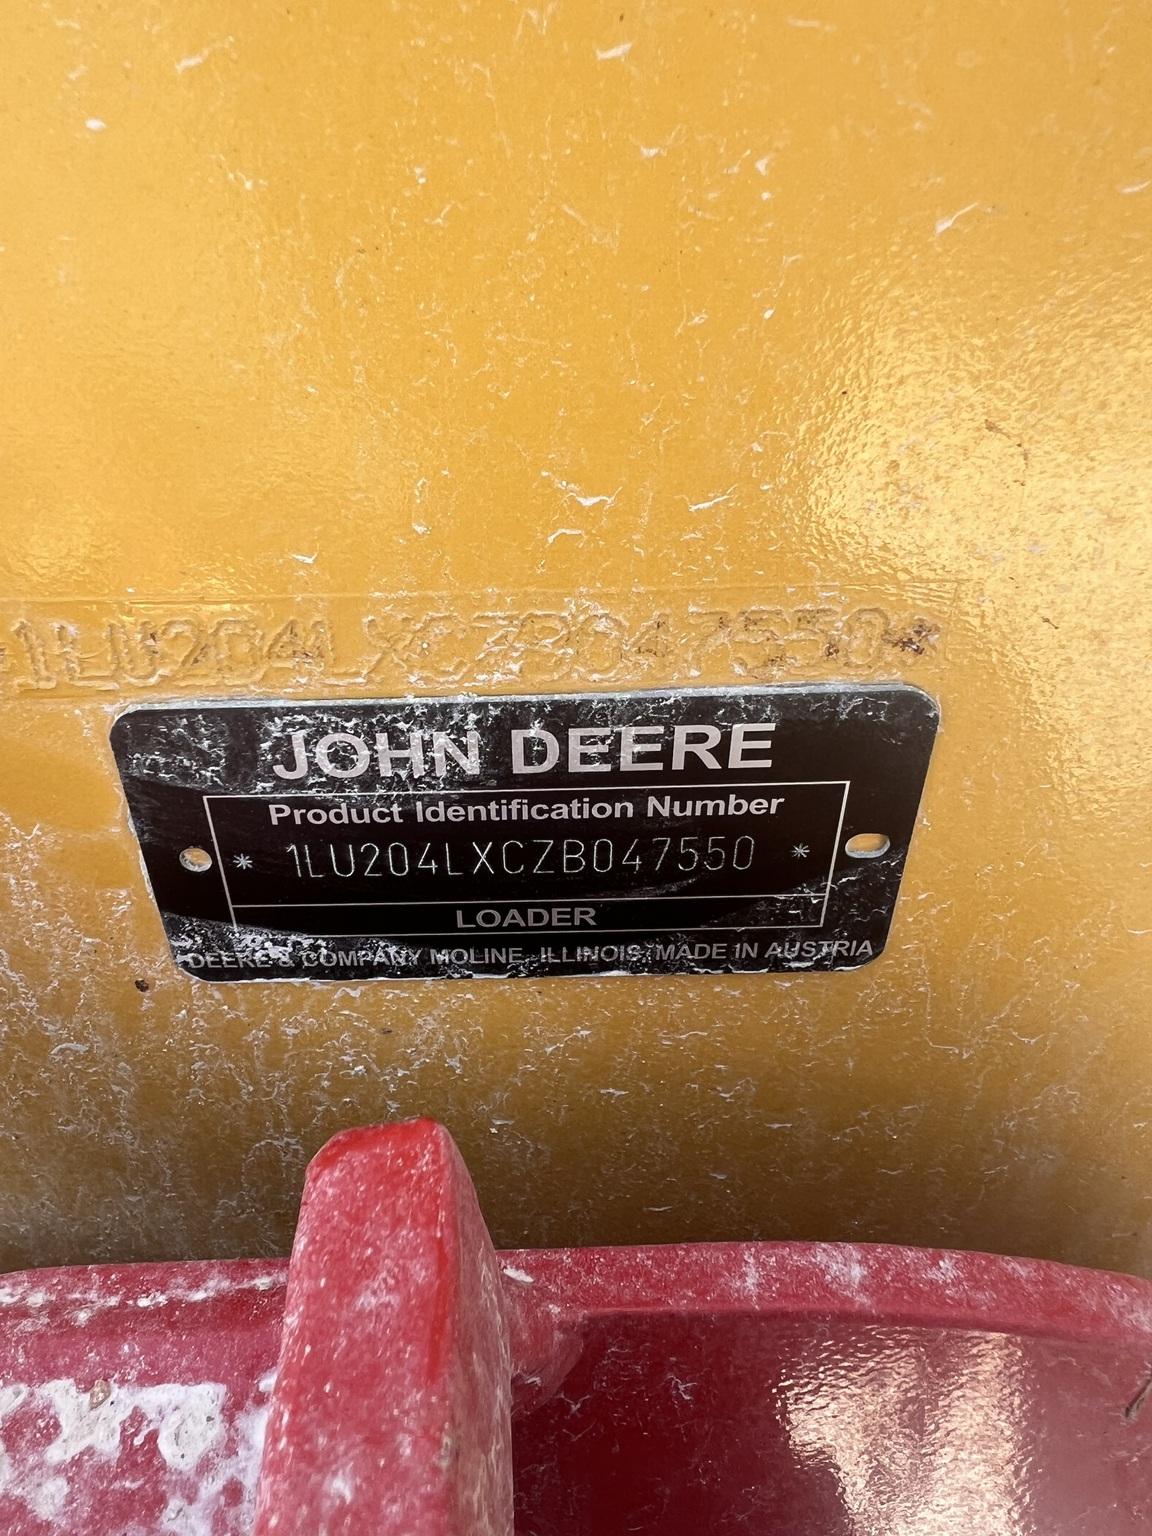 *1LU204LXCZB047550*
JOHN DEERE
Product Identification Number
* 1LU204LXCZB047550 *
LOADER
DEERE & COMPANY MOLINE, ILLINOIS, MADE IN AUSTRIA